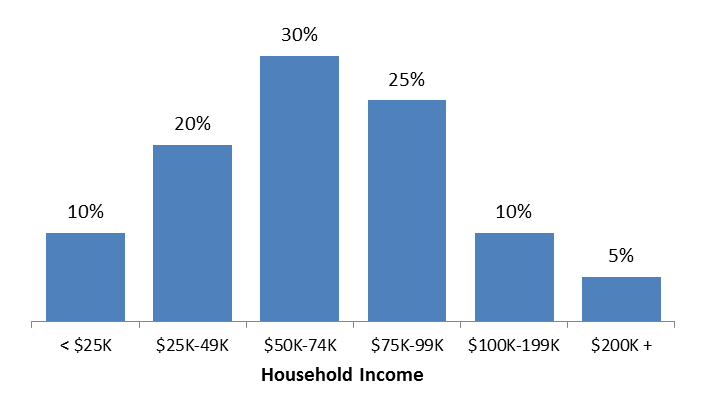 30%
25%
20%
10%
10%
5%
< $25K
$25K-49K
$50K-74K
$75K-99K
$100K-199K
$200K +
Household Income